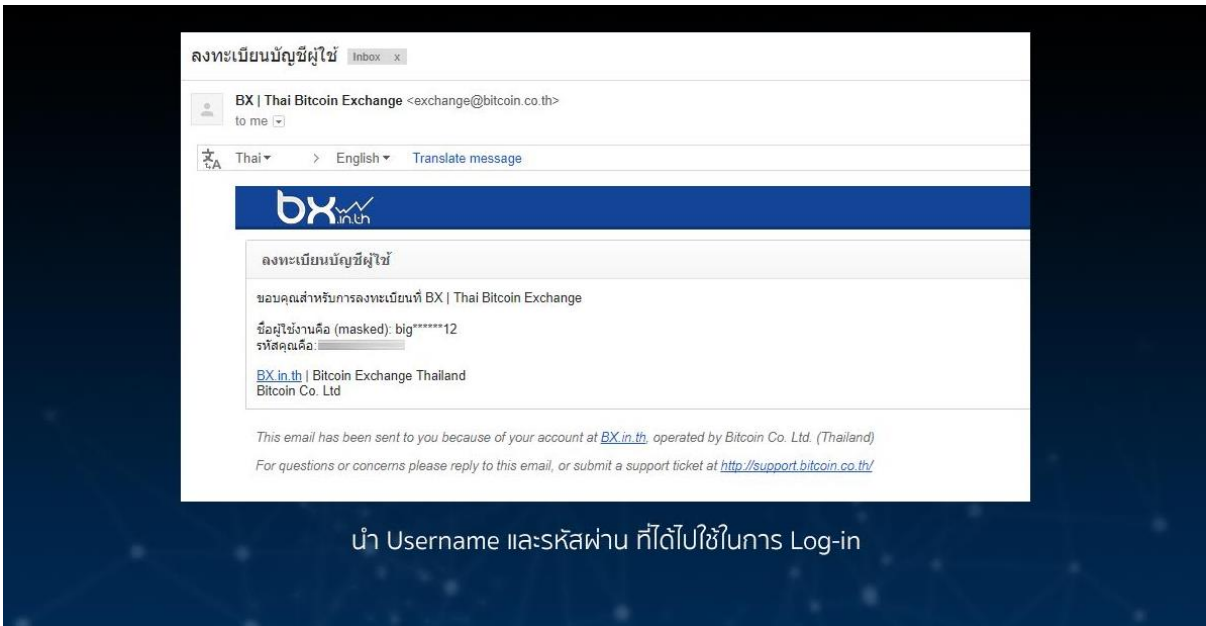 ลงทะเบียนบัญชีผู้ใช้ Inbox x
BX | Thai Bitcoin Exchange <exchange@bitcoin.co.th>
to me
Thai > English Translate message
bx.in.th
ลงทะเบียนบัญชีผู้ใช้
ขอบคุณสำหรับการลงทะเบียนที่ BX | Thai Bitcoin Exchange
ชื่อผู้ใช้งานคือ (masked): big******12
รหัสคุณคือ:
BX.in.th | Bitcoin Exchange Thailand
Bitcoin Co. Ltd
This email has been sent to you because of your account at BX.in.th, operated by Bitcoin Co. Ltd. (Thailand)
For questions or concerns please reply to this email, or submit a support ticket at http://support.bitcoin.co.th/
นำ Username และรหัสผ่าน ที่ได้ไปใช้ในการ Log-in